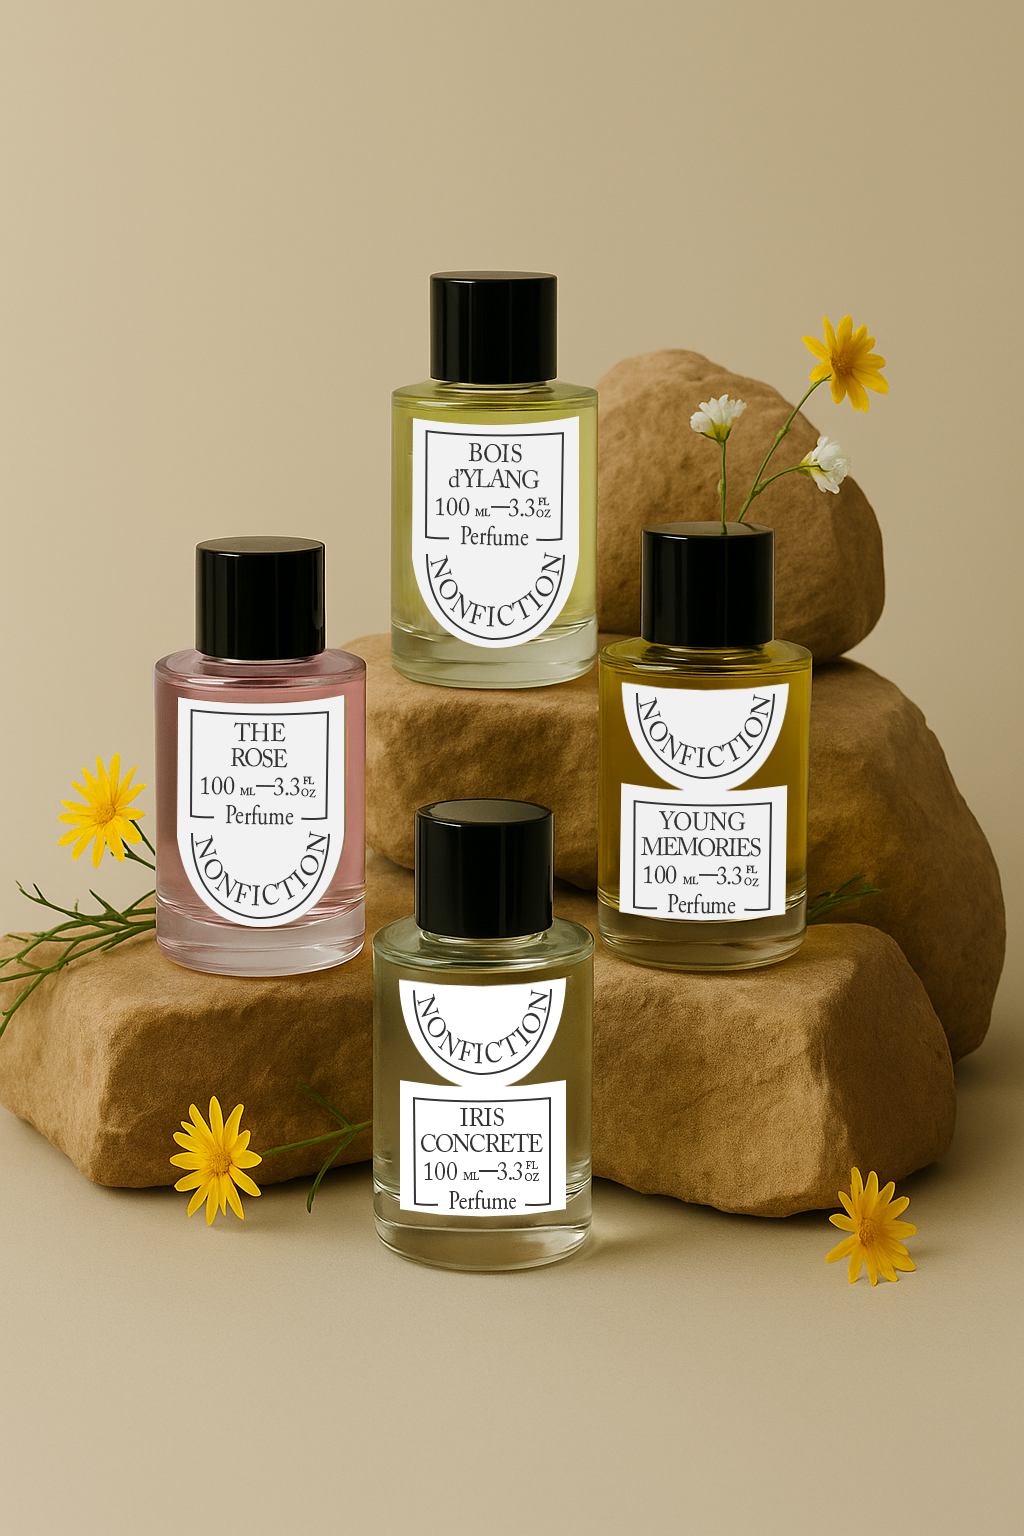 BOIS
d'YLANG
100 ML—3.3 FL OZ
Perfume
NONFICTION
THE
ROSE
100 ML—3.3 FL OZ
Perfume
NONFICTION
NONFICTION
YOUNG
MEMORIES
100 ML—3.3 FL OZ
Perfume
NONFICTION
IRIS
CONCRETE
100 ML—3.3 FL OZ
Perfume